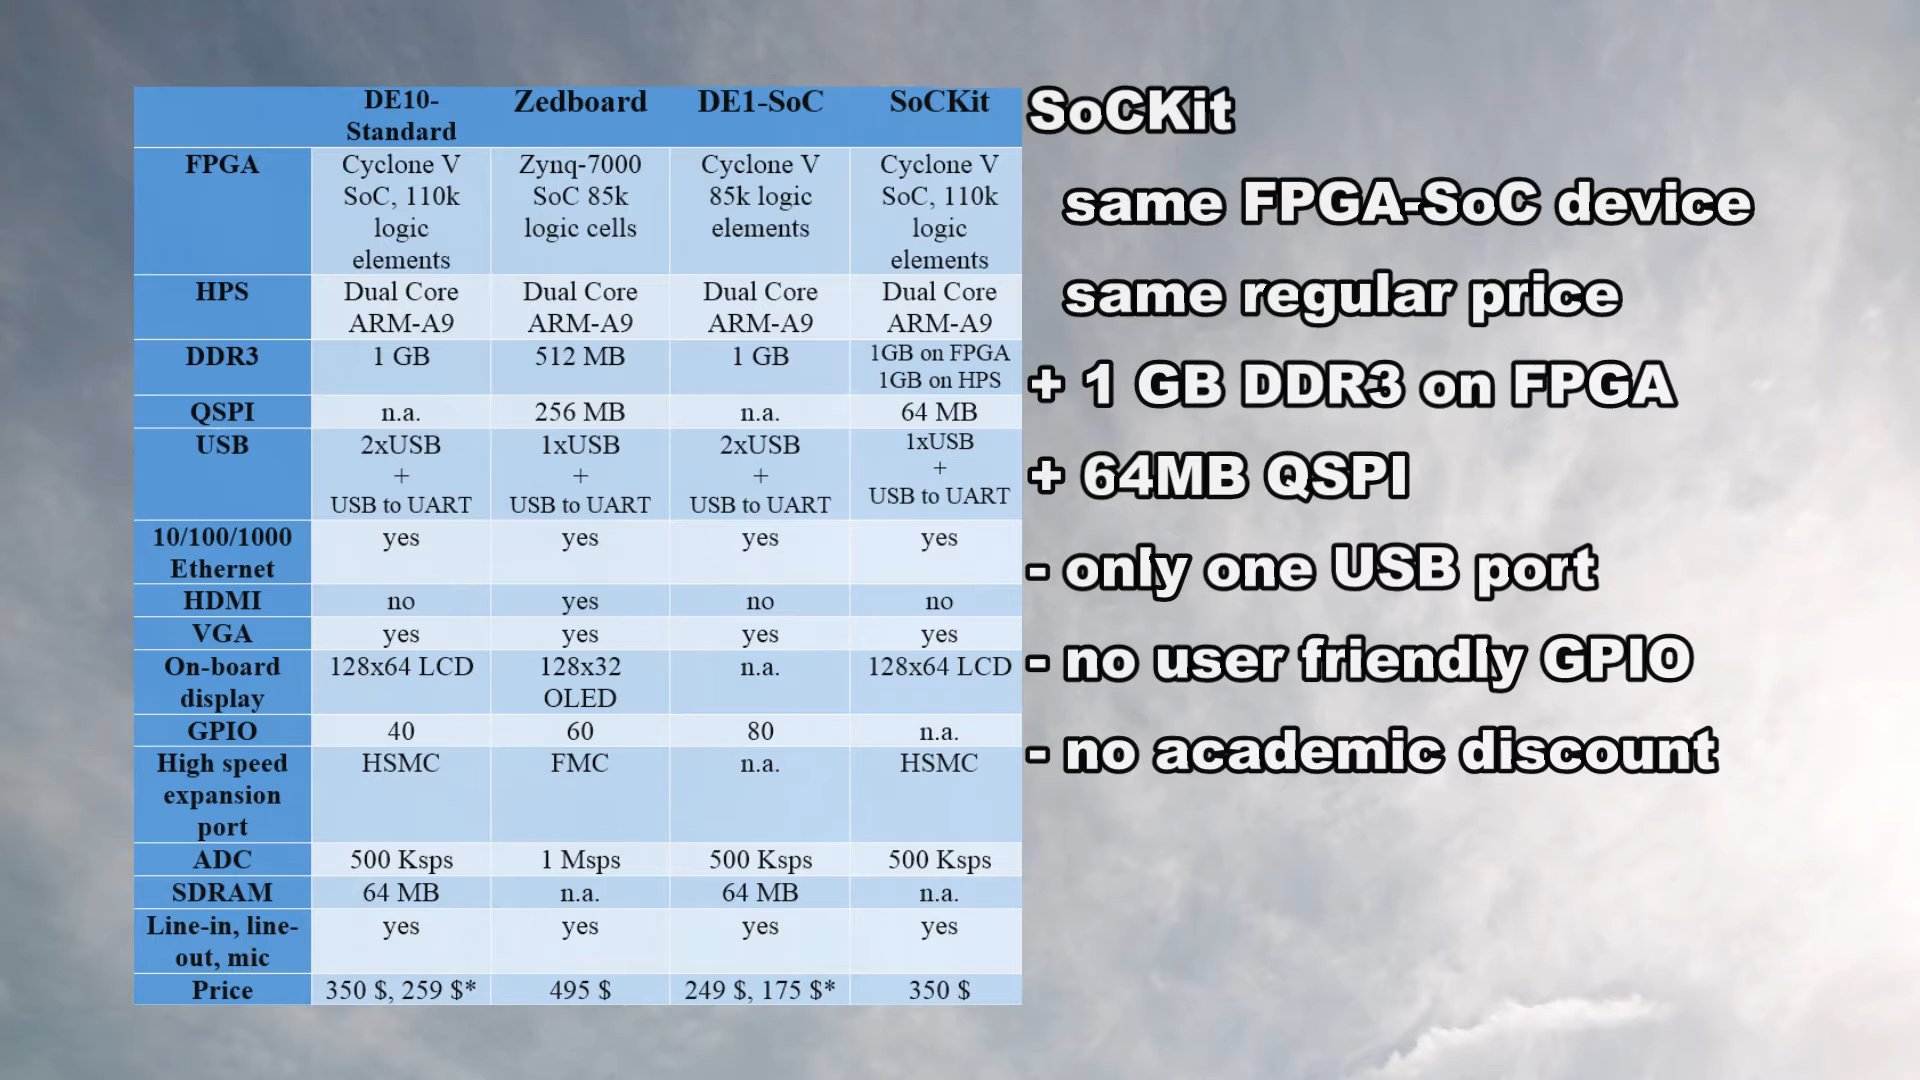 DE10-
Standard
Zedboard
DE1-SoC
SoCKit
FPGA
Cyclone V
SoC, 110k
logic
elements
Zynq-7000
SoC 85k
logic cells
Cyclone V
85k logic
elements
Cyclone V
SoC, 110k
logic
elements
HPS
Dual Core
ARM-A9
Dual Core
ARM-A9
Dual Core
ARM-A9
Dual Core
ARM-A9
DDR3
1 GB
512 MB
1 GB
1GB on FPGA
1GB on HPS
QSPI
n.a.
256 MB
n.a.
64 MB
USB
2xUSB
+
USB to UART
1xUSB
+
USB to UART
2xUSB
+
USB to UART
1xUSB
+
USB to UART
10/100/1000
Ethernet
yes
yes
yes
yes
HDMI
no
yes
no
no
VGA
yes
yes
yes
yes
On-board
display
128x64 LCD
128x32
OLED
n.a.
128x64 LCD
GPIO
40
60
80
n.a.
High speed
expansion
port
HSMC
FMC
n.a.
HSMC
ADC
500 Ksps
1 Msps
500 Ksps
500 Ksps
SDRAM
64 MB
n.a.
64 MB
n.a.
Line-in, line-
out, mic
yes
yes
yes
yes
Price
350 $, 259 $*
495 $
249 $, 175 $*
350 $
SoCKit
same FPGA-SoC device
same regular price
+ 1 GB DDR3 on FPGA
+ 64MB QSPI
- only one USB port
- no user friendly GPIO
- no academic discount